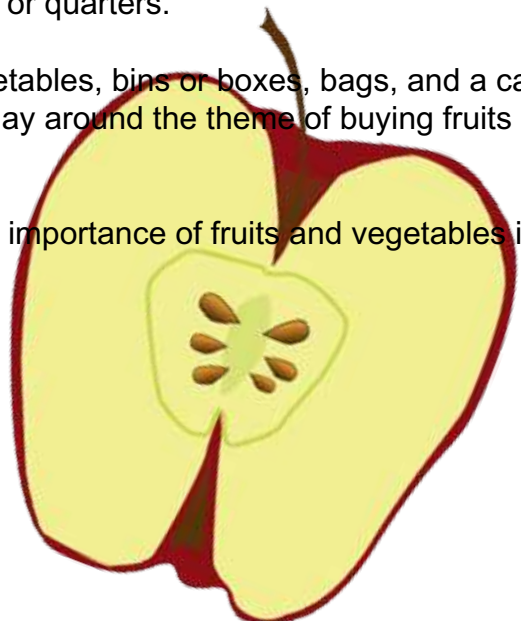 or quarters.
etables, bins or boxes, bags, and a ca
ay around the theme of buying fruits
importance of fruits and vegetables i